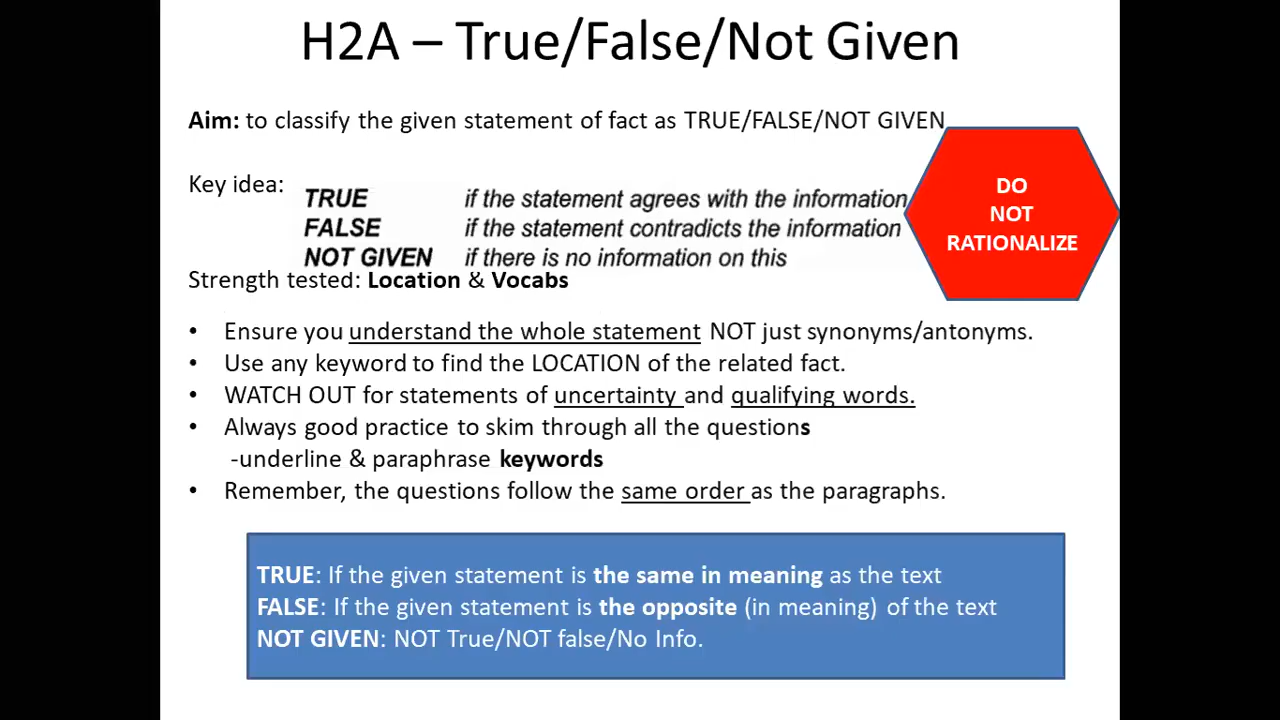 H2A – True/False/Not Given
Aim: to classify the given statement of fact as TRUE/FALSE/NOT GIVEN
Key idea:
TRUE if the statement agrees with the information
FALSE if the statement contradicts the information
NOT GIVEN if there is no information on this
DO
NOT
RATIONALIZE
Strength tested: Location & Vocabs
• Ensure you understand the whole statement NOT just synonyms/antonyms.
• Use any keyword to find the LOCATION of the related fact.
• WATCH OUT for statements of uncertainty and qualifying words.
• Always good practice to skim through all the questions
-underline & paraphrase keywords
• Remember, the questions follow the same order as the paragraphs.
TRUE: If the given statement is the same in meaning as the text
FALSE: If the given statement is the opposite (in meaning) of the text
NOT GIVEN: NOT True/NOT false/No Info.